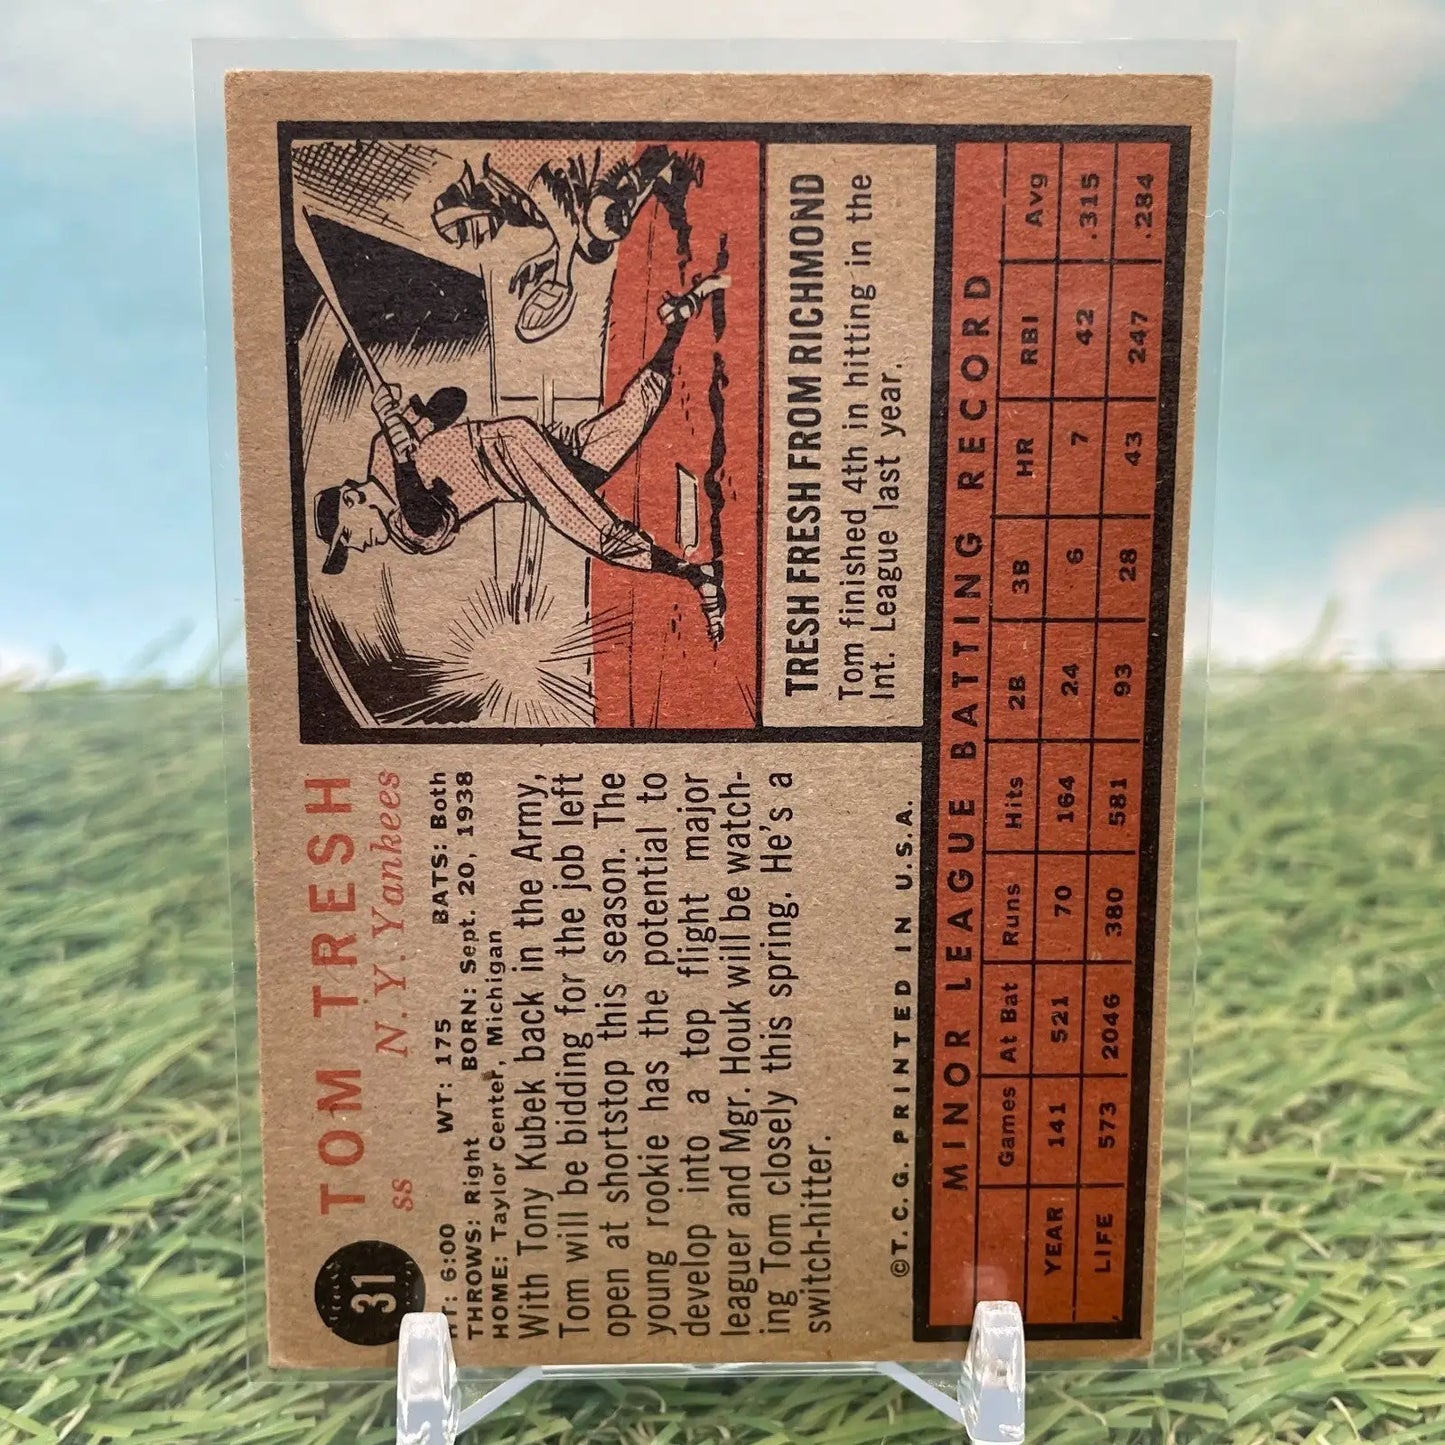 31
TOM TRESH
ss N.Y. Yankees
HT: 6:00 WT: 175 BATS: Both
THROWS: Right BORN: Sept. 20, 1938
HOME: Taylor Center, Michigan
With Tony Kubek back in the Army,
Tom will be bidding for the job left
open at shortstop this season. The
young rookie has the potential to
develop into a top flight major
leaguer and Mgr. Houk will be watch-
ing Tom closely this spring. He's a
switch-hitter.
©T. C. G. PRINTED IN U.S.A.
TRESH FRESH FROM RICHMOND
Tom finished 4th in hitting in the
Int. League last year.
MINOR LEAGUE BATTING RECORD
Games At Bat Runs Hits 2B 3B HR RBI Avg
YEAR 141 521 70 164 24 6 7 42 .315
LIFE 573 2046 380 581 93 28 43 247 .284